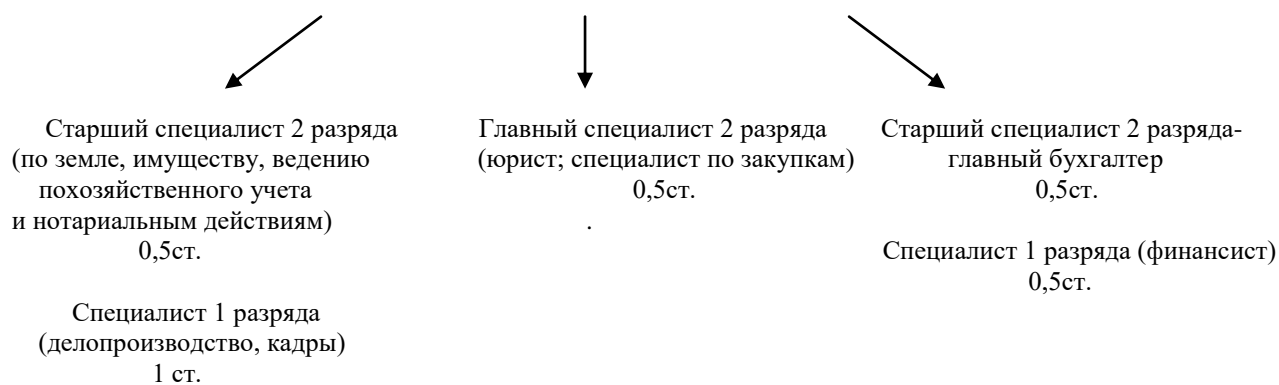 Старший специалист 2 разряда
(по земле, имуществу, ведению
похозяйственного учета
и нотариальным действиям)
0,5ст.
Специалист 1 разряда
(делопроизводство, кадры)
1 ст.
Главный специалист 2 разряда
(юрист; специалист по закупкам)
0,5ст.
.
Старший специалист 2 разряда-
главный бухгалтер
0,5ст.
Специалист 1 разряда (финансист)
0,5ст.